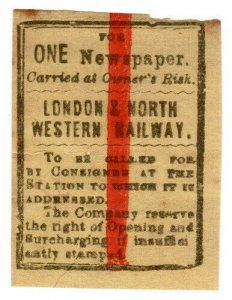 FOR
ONE Newspaper.
Carried at Owner's Risk.
LONDON & NORTH
WESTERN RAILWAY.
TO BE CALLED FOR
BY CONSIGNEE AT THE
STATION TO WHICH IT IS
ADDRESSED.
The Company reserve
the right of Opening and
Surcharging if insuffici
antly stamped